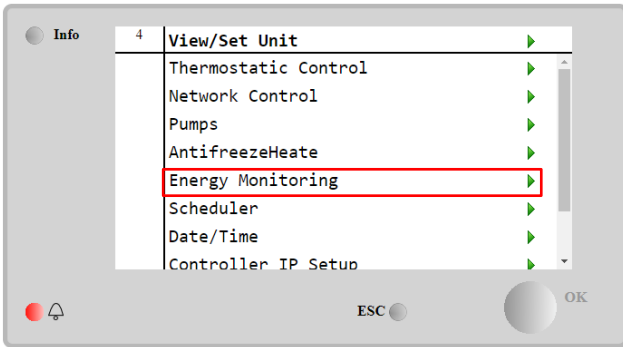 Info
4 View/Set Unit
Thermostatic Control
Network Control
Pumps
AntifreezeHeate
Energy Monitoring
Scheduler
Date/Time
Controller IP Setup
ESC
OK